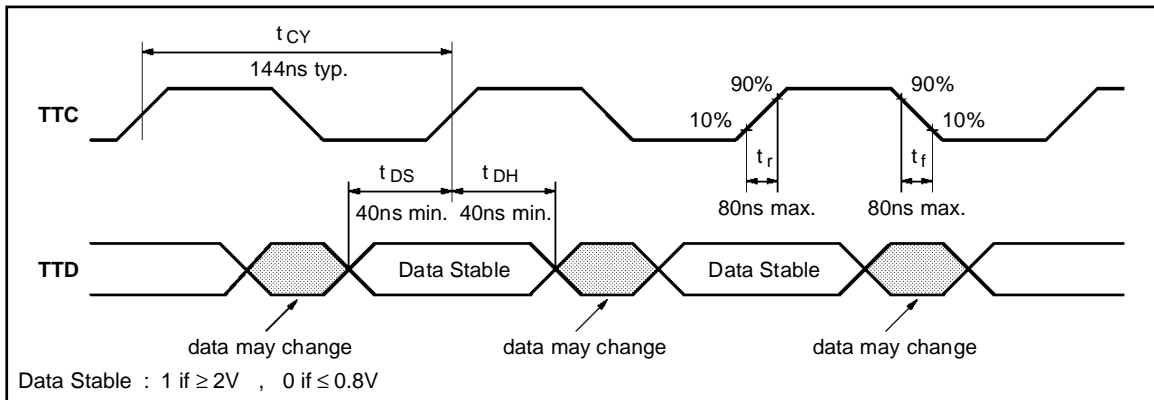 t CY
144ns typ.
TTC
90%
90%
10%
10%
t DS
t DH
t r
t f
40ns min.
40ns min.
80ns max.
80ns max.
TTD
Data Stable
Data Stable
data may change
data may change
data may change
Data Stable : 1 if ≥ 2V , 0 if ≤ 0.8V